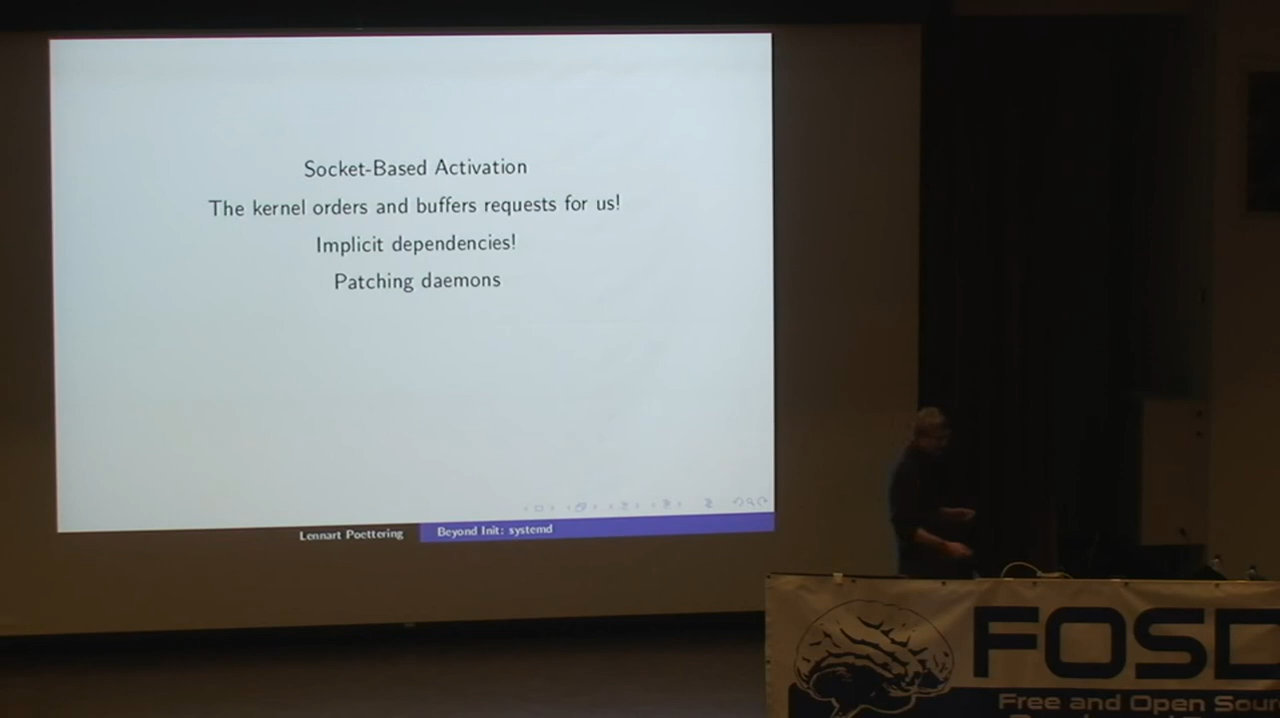 Socket-Based Activation
The kernel orders and buffers requests for us!
Implicit dependencies!
Patching daemons
Lennart Poettering
Beyond Init: systemd
FOSD
Free and Open Sour